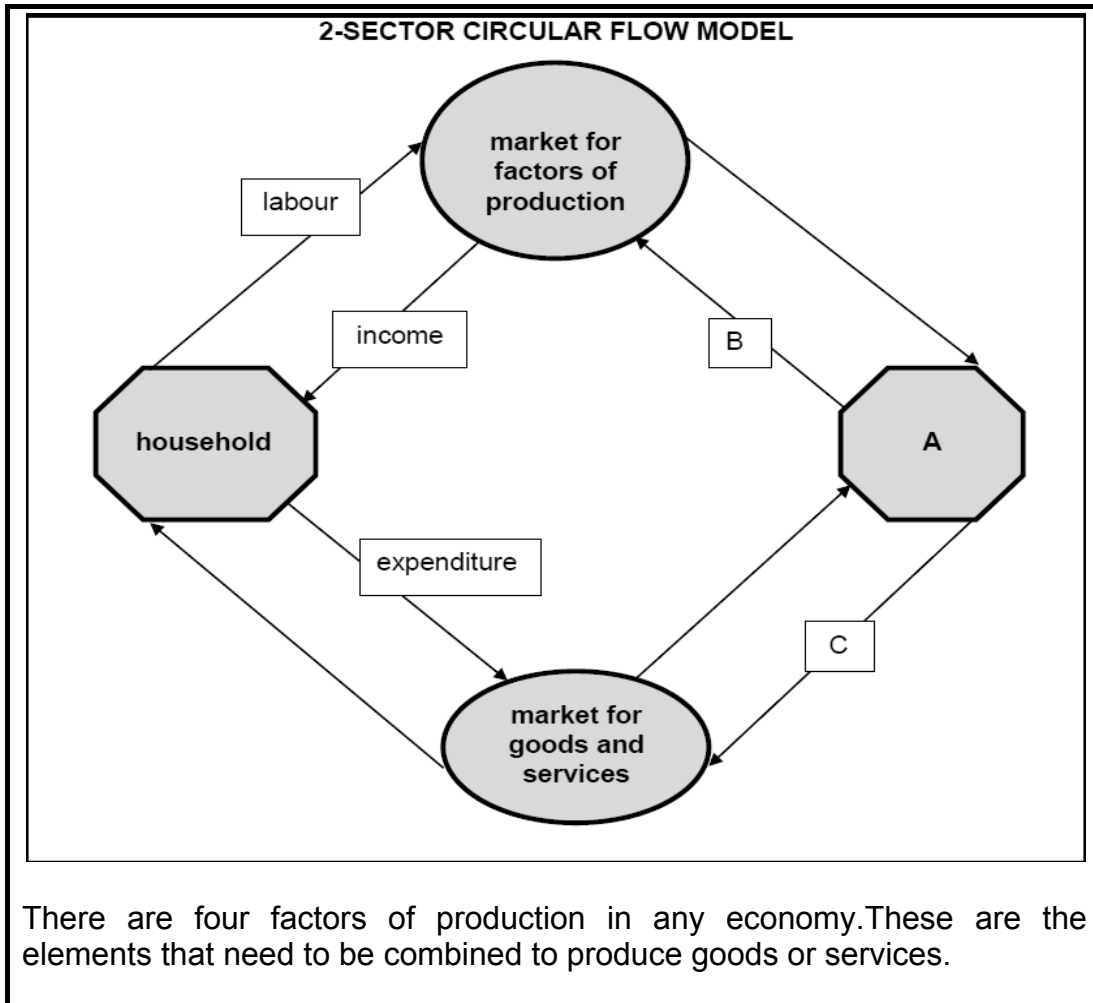 2-SECTOR CIRCULAR FLOW MODEL
market for
factors of
production
labour
income
B
household
A
expenditure
C
market for
goods and
services
There are four factors of production in any economy.These are the
elements that need to be combined to produce goods or services.